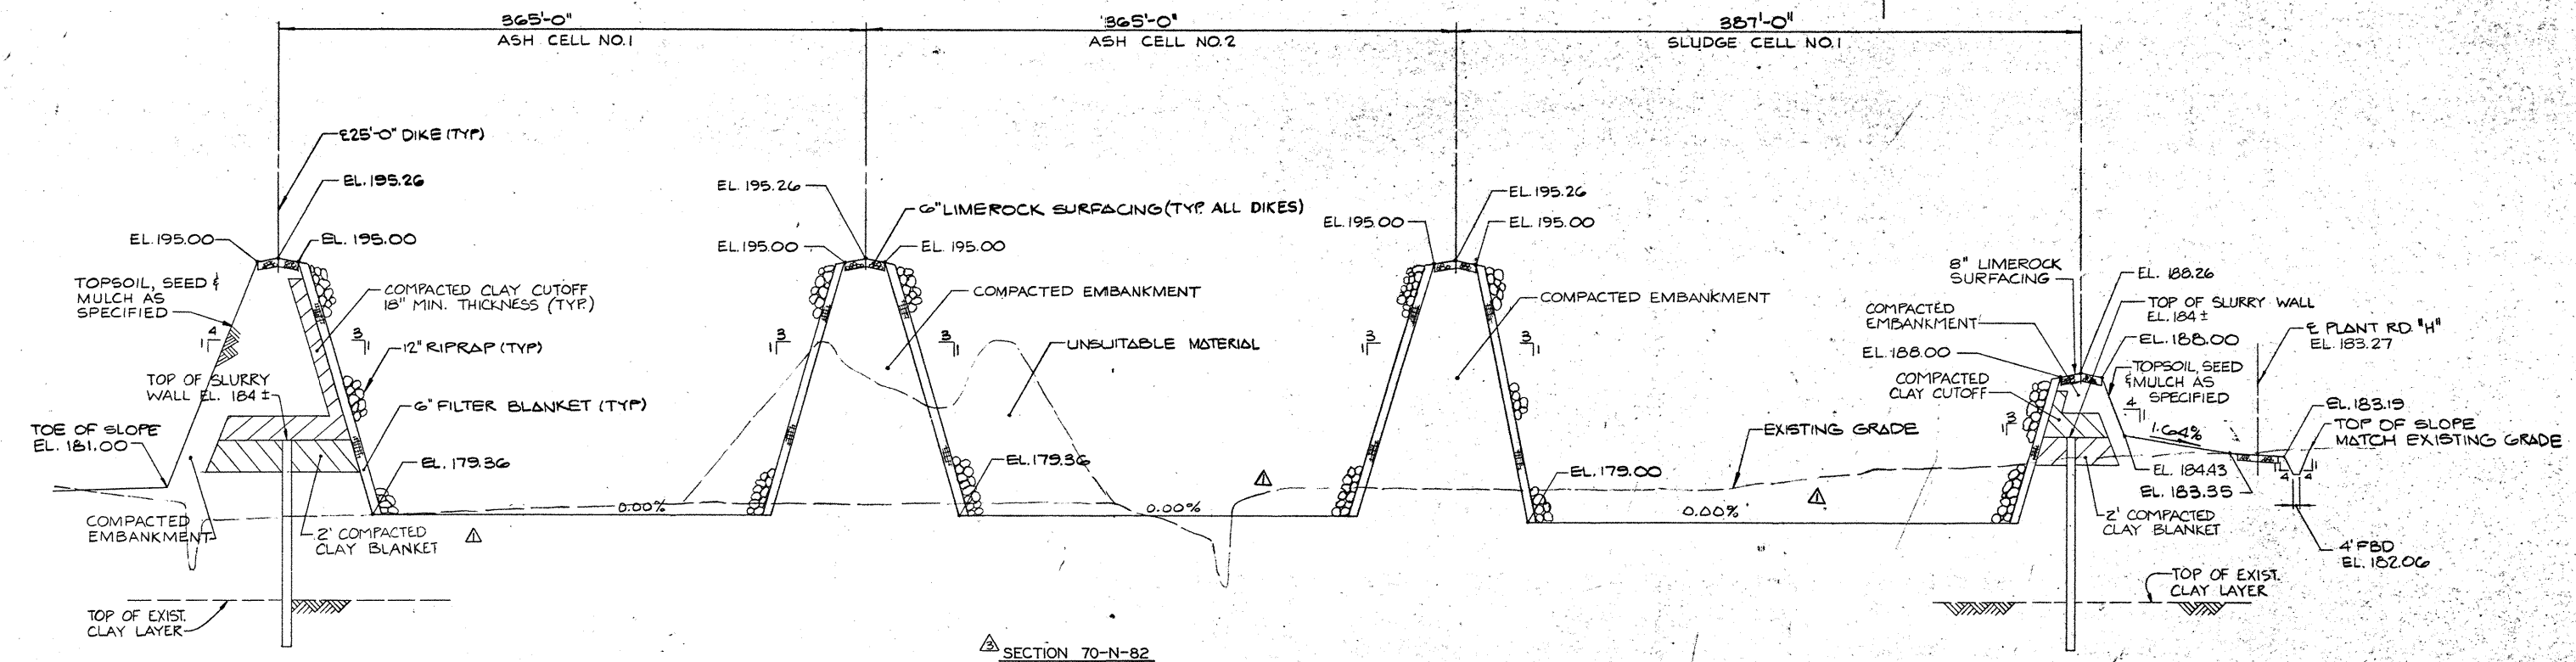 365'-0"
ASH CELL NO.1
365'-0"
ASH CELL NO.2
387'-0"
SLUDGE CELL NO.1
℄25'-0" DIKE (TYP)
EL.195.26
EL.195.00
EL. 195.00
TOPSOIL, SEED &
MULCH AS
SPECIFIED
4
1
COMPACTED CLAY CUTOFF
18" MIN. THICKNESS (TYP.)
3
1
12" RIPRAP (TYP)
TOP OF SLURRY
WALL EL. 184 ±
6" FILTER BLANKET (TYP)
TOE OF SLOPE
EL. 181.00
EL.179.36
COMPACTED
EMBANKMENT
2' COMPACTED
CLAY BLANKET
1
TOP OF EXIST.
CLAY LAYER
0.00%
EL.195.26
6" LIMEROCK SURFACING (TYP. ALL DIKES)
EL.195.00
EL. 195.00
COMPACTED EMBANKMENT
3
1
3
1
UNSUITABLE MATERIAL
EL.179.36
0.00%
1
EL.195.26
EL.195.00
EL.195.00
COMPACTED EMBANKMENT
3
1
3
1
EXISTING GRADE
EL.179.00
0.00%
1
8" LIMEROCK
SURFACING
EL. 188.26
COMPACTED
EMBANKMENT
TOP OF SLURRY WALL
EL.184 ±
℄ PLANT RD. "H"
EL. 183.27
EL.188.00
EL.188.00
COMPACTED
CLAY CUTOFF
TOPSOIL, SEED
& MULCH AS
SPECIFIED
3
1
4
1
1.64%
EL.183.19
TOP OF SLOPE
MATCH EXISTING GRADE
4
1
4
1
EL. 184.43
EL.183.35
2' COMPACTED
CLAY BLANKET
4' FBD
EL.182.06
TOP OF EXIST.
CLAY LAYER
3
SECTION 70-N-82